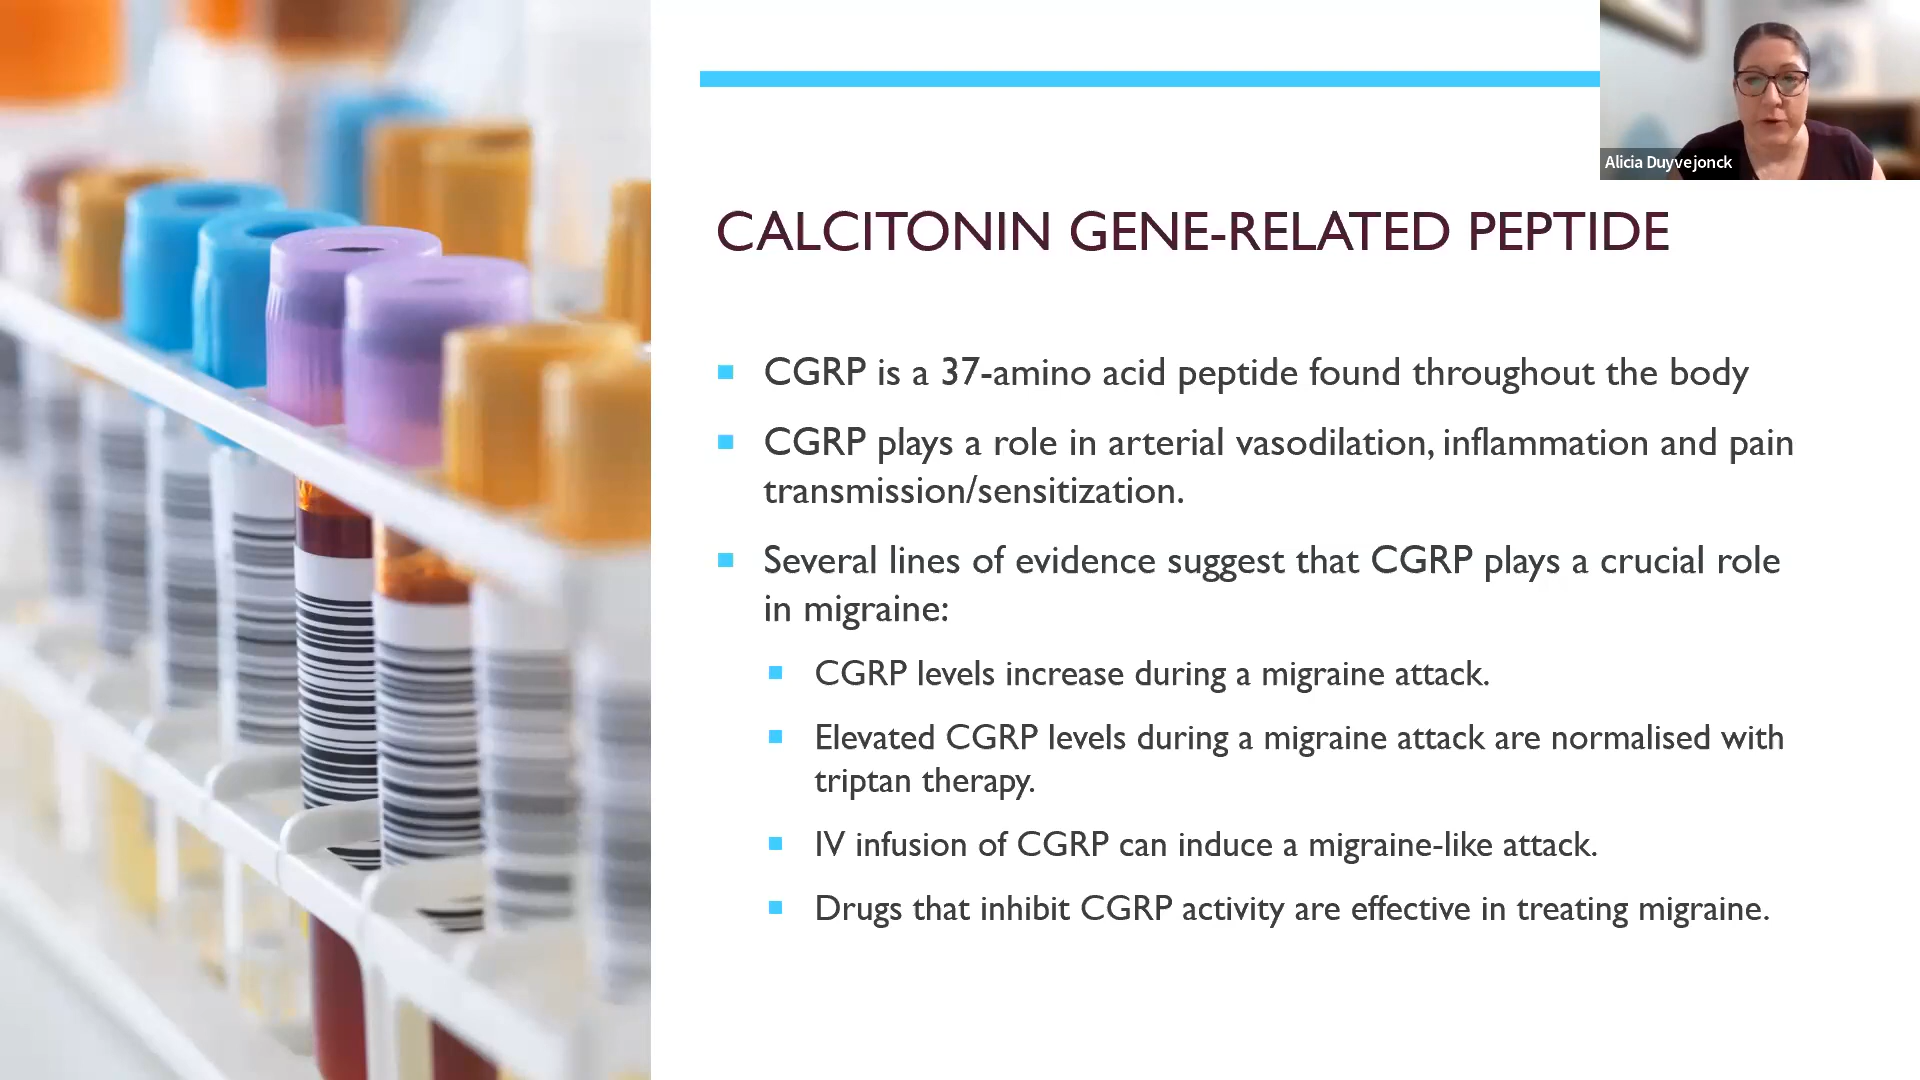 Alicia Duyvejonck
CALCITONIN GENE-RELATED PEPTIDE
CGRP is a 37-amino acid peptide found throughout the body
CGRP plays a role in arterial vasodilation, inflammation and pain
transmission/sensitization.
Several lines of evidence suggest that CGRP plays a crucial role
in migraine:
CGRP levels increase during a migraine attack.
Elevated CGRP levels during a migraine attack are normalised with
triptan therapy.
IV infusion of CGRP can induce a migraine-like attack.
Drugs that inhibit CGRP activity are effective in treating migraine.